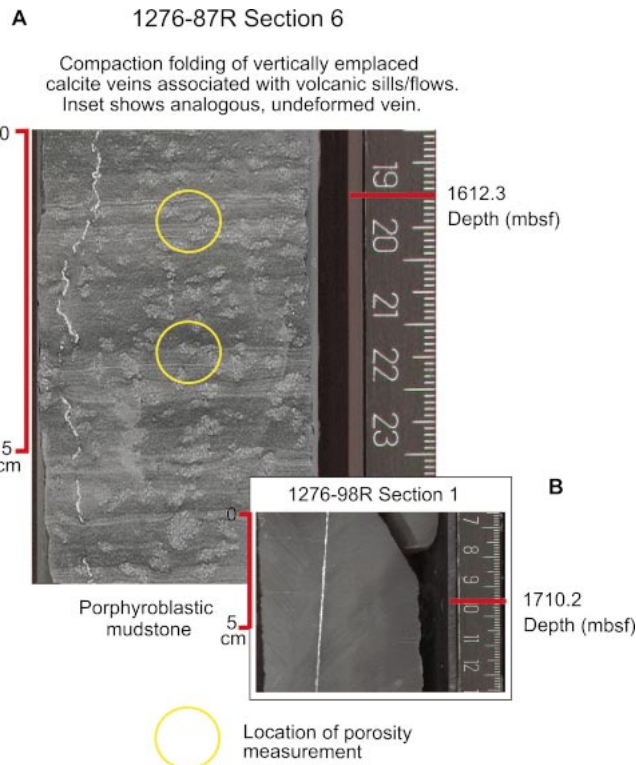 A
1276-87R Section 6
Compaction folding of vertically emplaced
calcite veins associated with volcanic sills/flows.
Inset shows analogous, undeformed vein.
0
19
1612.3
Depth (mbsf)
20
21
22
5
cm
23
1276-98R Section 1
B
0
7
8
9
10
1710.2
Depth (mbsf)
11
12
5
cm
Porphyroblastic
mudstone
Location of porosity
measurement